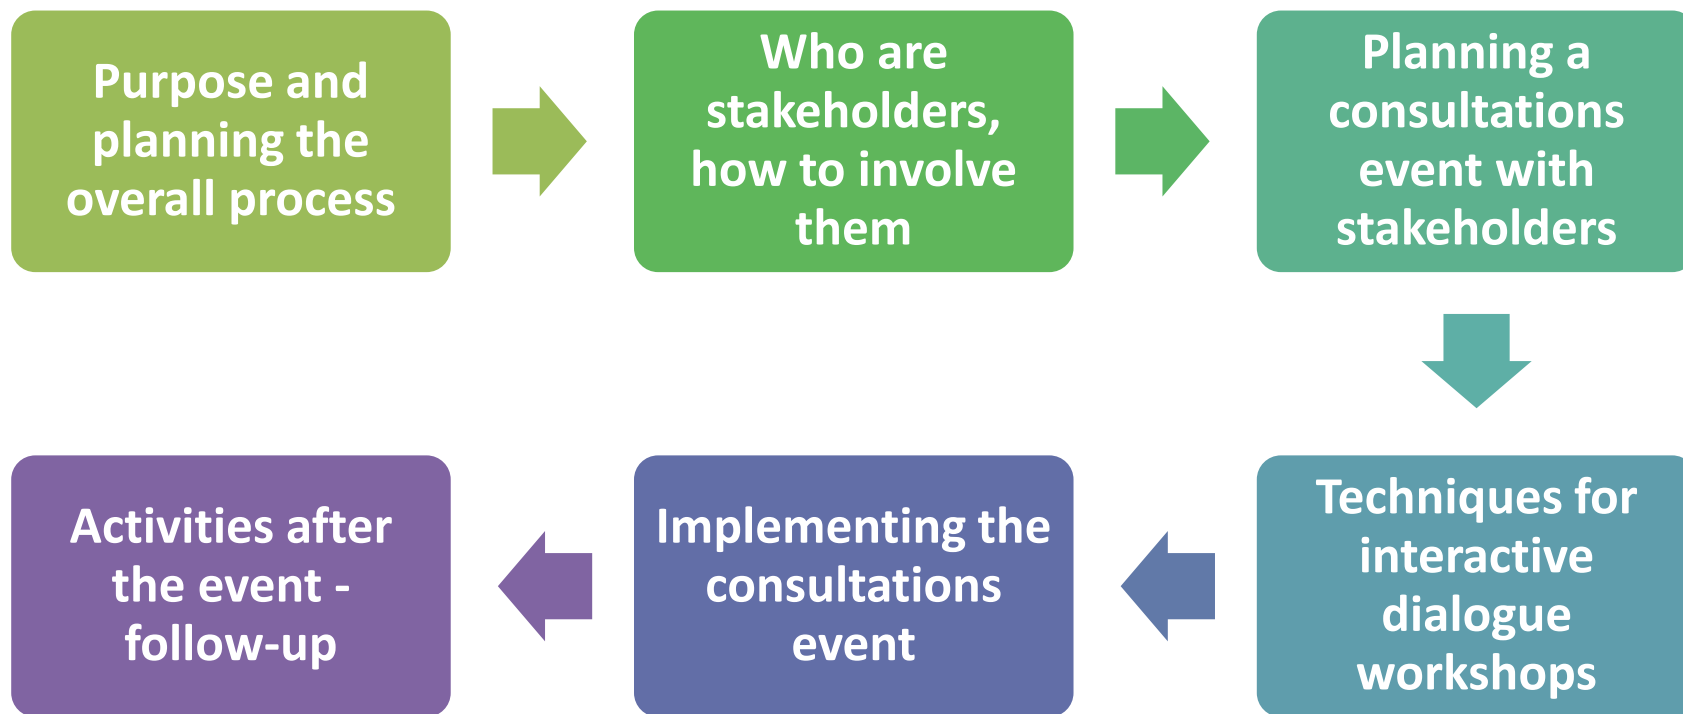 Purpose and
planning the
overall process
Who are
stakeholders,
how to involve
them
Planning a
consultations
event with
stakeholders
Techniques for
interactive
dialogue
workshops
Implementing the
consultations
event
Activities after
the event -
follow-up